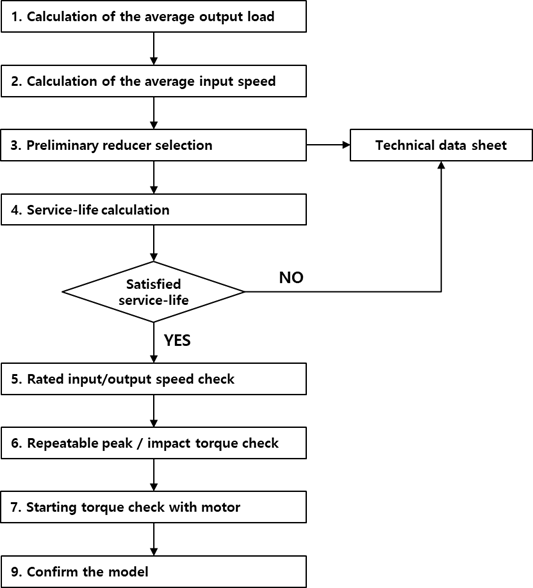 1. Calculation of the average output load
2. Calculation of the average input speed
3. Preliminary reducer selection
Technical data sheet
4. Service-life calculation
Satisfied
service-life
NO
YES
5. Rated input/output speed check
6. Repeatable peak / impact torque check
7. Starting torque check with motor
9. Confirm the model